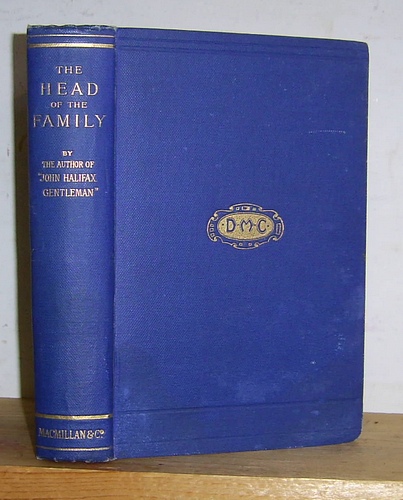 THE
HEAD
OF THE
FAMILY
BY
THE AUTHOR OF
"JOHN HALIFAX
GENTLEMAN"
MACMILLAN & Co.
D·M·C·